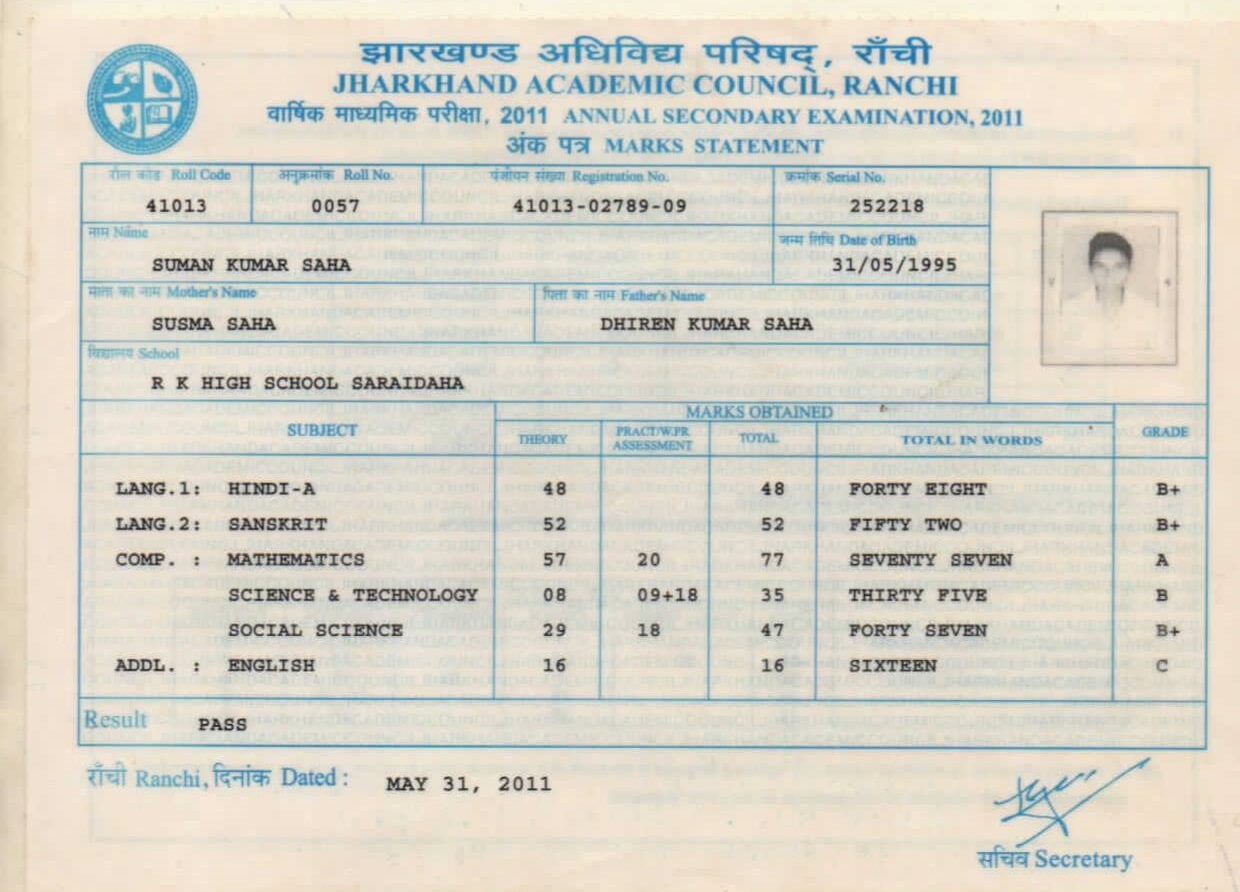 झारखण्ड अधिविद्य परिषद्, राँची
JHARKHAND ACADEMIC COUNCIL, RANCHI
वार्षिक माध्यमिक परीक्षा, 2011 ANNUAL SECONDARY EXAMINATION, 2011
अंक पत्र MARKS STATEMENT
रौल कोड Roll Code अनुक्रमांक Roll No. पंजीयन संख्या Registration No. क्रमांक Serial No.
41013 0057 41013-02789-09 252218
नाम Name जन्म तिथि Date of Birth
SUMAN KUMAR SAHA 31/05/1995
माता का नाम Mother's Name पिता का नाम Father's Name
SUSMA SAHA DHIREN KUMAR SAHA
विद्यालय School
R K HIGH SCHOOL SARAIDAHA
MARKS OBTAINED
SUBJECT THEORY PRACT/W.PR. ASSESSMENT TOTAL TOTAL IN WORDS GRADE
LANG.1: HINDI-A 48 48 FORTY EIGHT B+
LANG.2: SANSKRIT 52 52 FIFTY TWO B+
COMP. : MATHEMATICS 57 20 77 SEVENTY SEVEN A
SCIENCE & TECHNOLOGY 08 09+18 35 THIRTY FIVE B
SOCIAL SCIENCE 29 18 47 FORTY SEVEN B+
ADDL. : ENGLISH 16 16 SIXTEEN C
Result PASS
राँची Ranchi, दिनांक Dated : MAY 31, 2011
सचिव Secretary